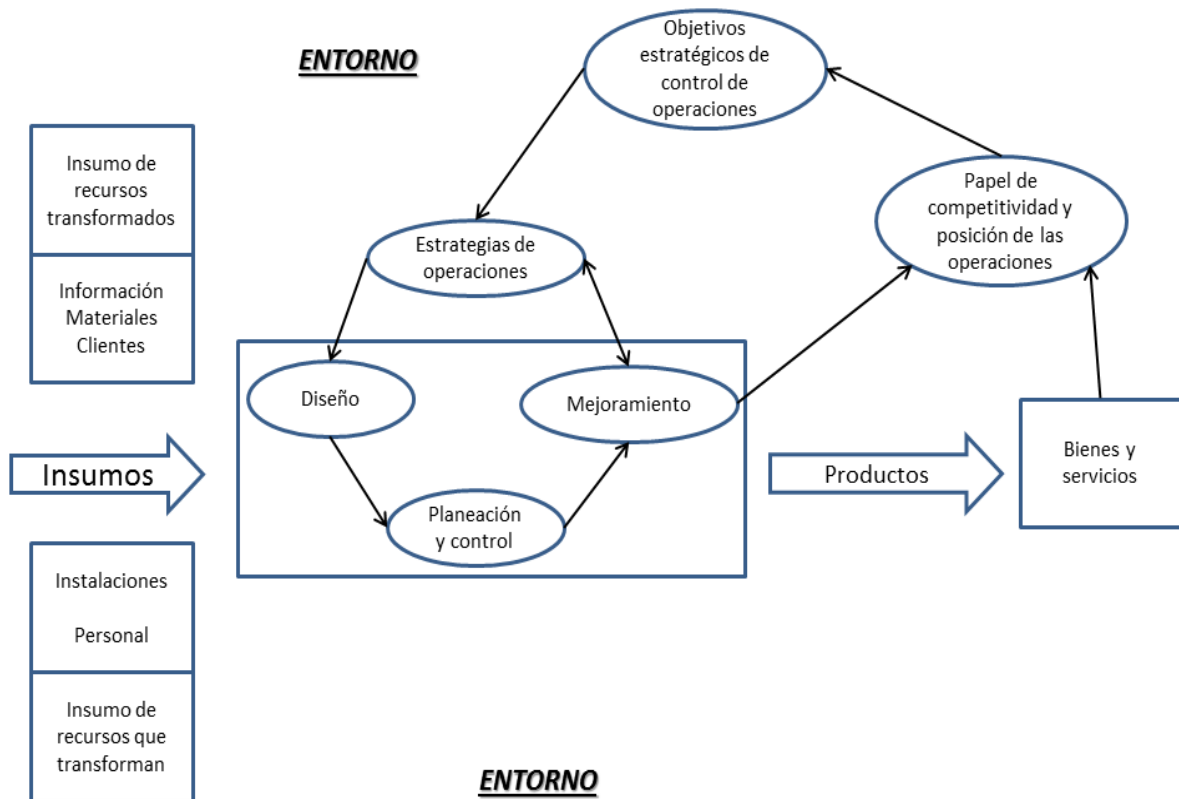 ENTORNO
Objetivos
estratégicos de
control de
operaciones
Insumo de
recursos
transformados
Información
Materiales
Clientes
Papel de
competitividad y
posición de las
operaciones
Estrategias de
operaciones
Diseño
Mejoramiento
Planeación
y control
Insumos
Productos
Bienes y
servicios
Instalaciones
Personal
Insumo de
recursos que
transforman
ENTORNO